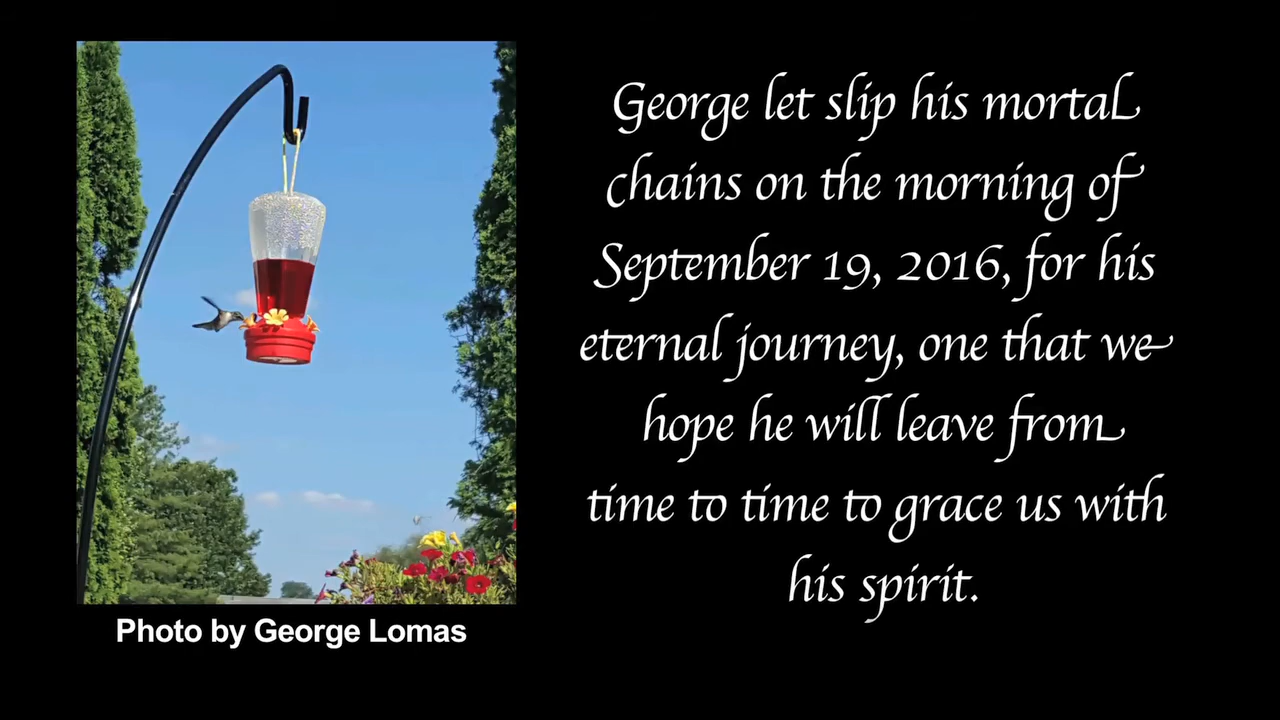 George let slip his mortal
chains on the morning of
September 19, 2016, for his
eternal journey, one that we
hope he will leave from
time to time to grace us with
his spirit.
Photo by George Lomas